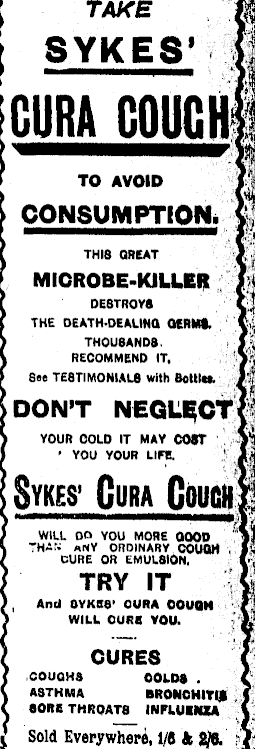 TAKE
SYKES'
CURA COUGH
TO AVOID
CONSUMPTION.
THIS GREAT
MICROBE-KILLER
DESTROYS
THE DEATH-DEALING GERMS.
THOUSANDS.
RECOMMEND IT,
See TESTIMONIALS with Bottles.
DON'T NEGLECT
YOUR COLD IT MAY COST
YOU YOUR LIFE.
SYKES' CURA COUGH
WILL DO YOU MORE GOOD
THAN ANY ORDINARY COUGH
CURE OR EMULSION.
TRY IT
And SYKES' CURA COUGH
WILL CURE YOU.
CURES
COUGHS COLDS
ASTHMA BRONCHITIS
SORE THROATS INFLUENZA
Sold Everywhere, 1/6 & 2/6.